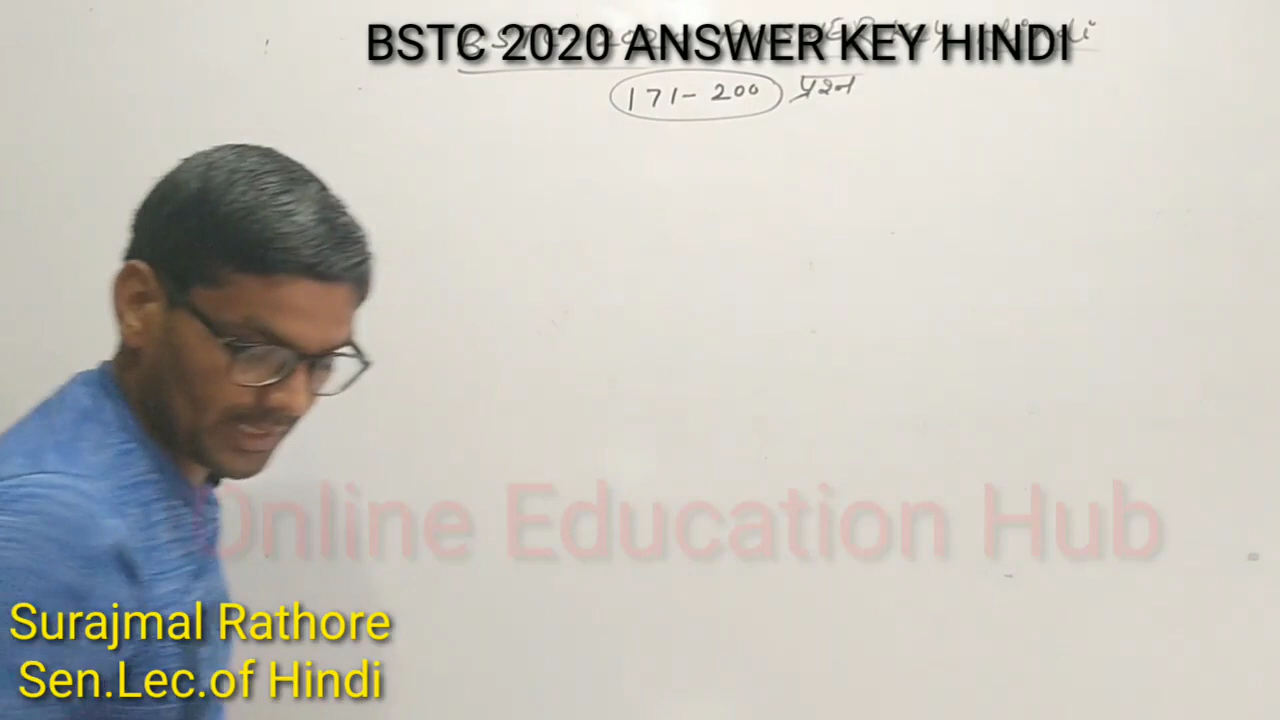 BSTC 2020 ANSWER KEY HINDI
171-200 प्रश्न
Online Education Hub
Surajmal Rathore
Sen.Lec.of Hindi